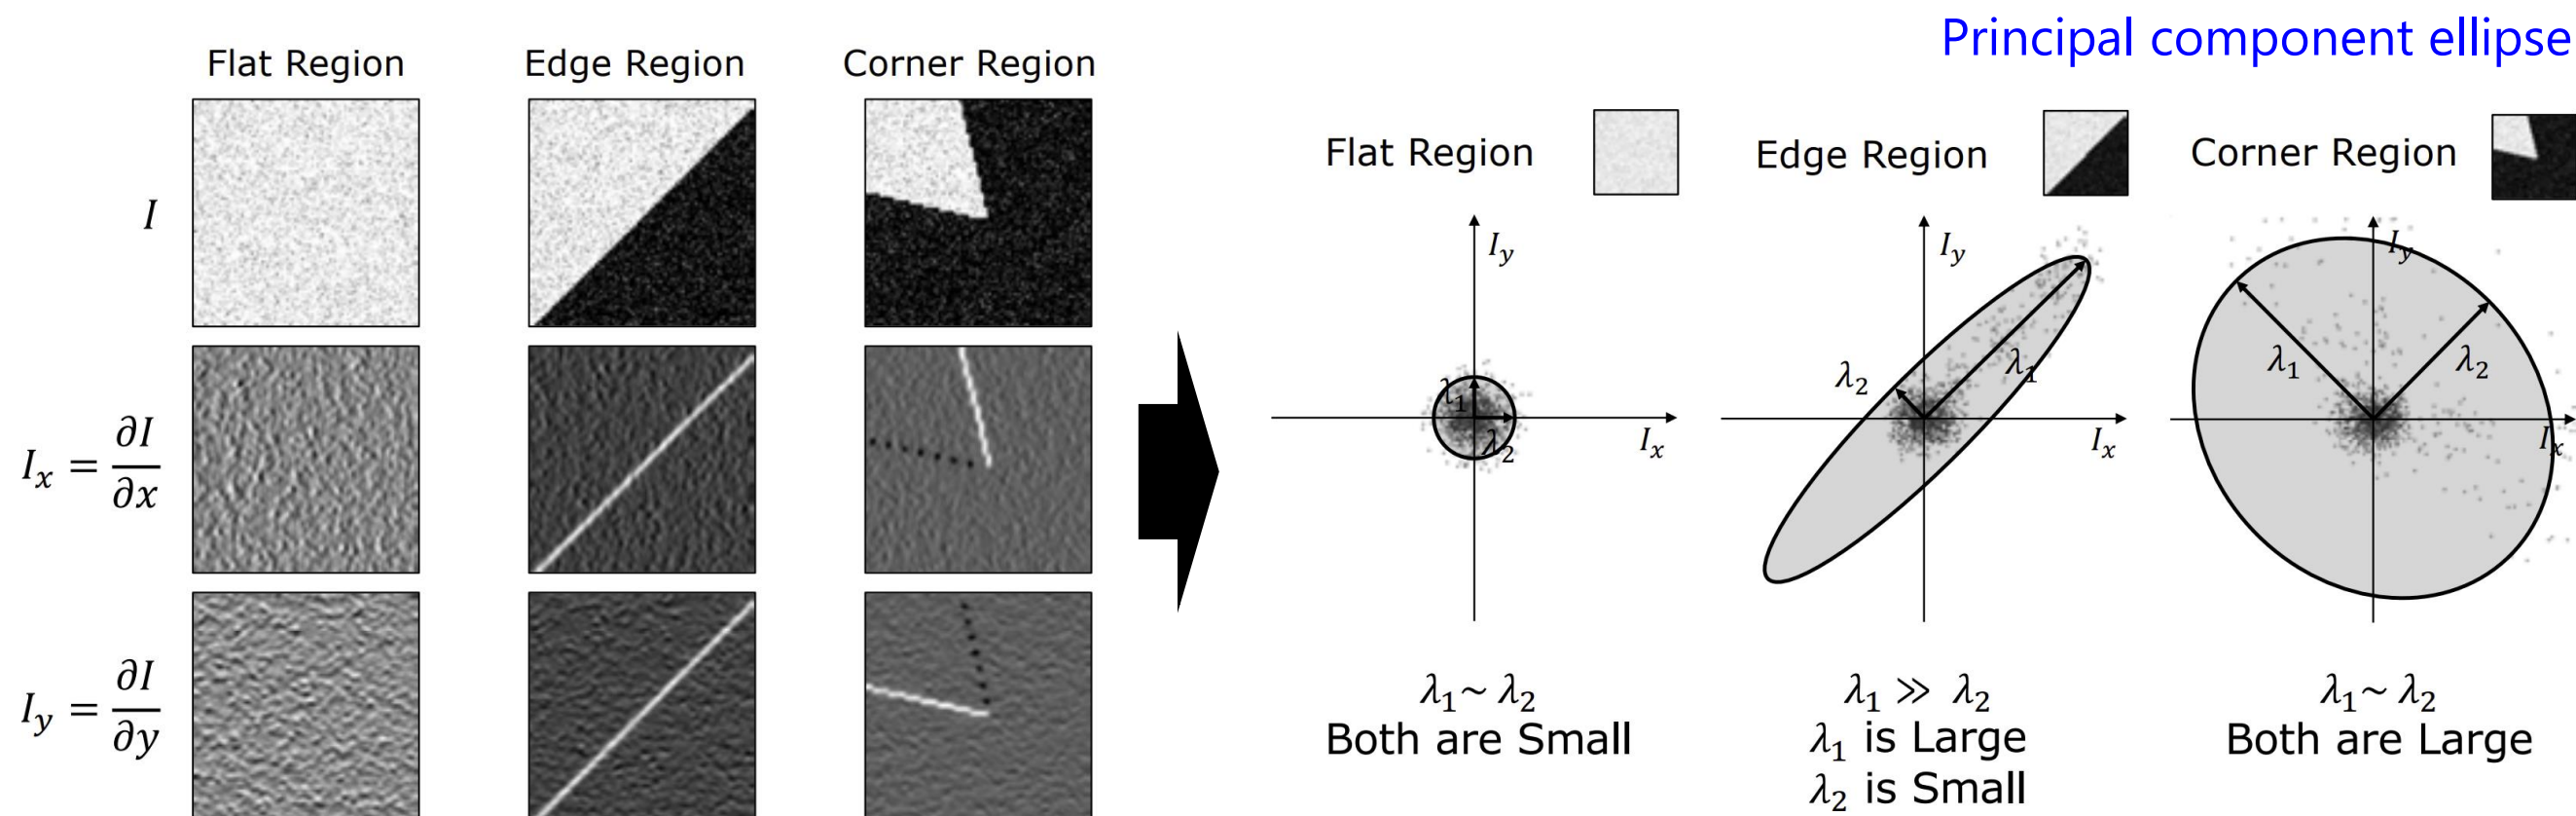 Principal component ellipse
Flat Region
Edge Region
Corner Region
I
I_x = ∂I/∂x
I_y = ∂I/∂y
Flat Region
I_y
λ_1
λ_2
I_x
λ_1 ~ λ_2
Both are Small
Edge Region
I_y
λ_2
λ_1
I_x
λ_1 ≫ λ_2
λ_1 is Large
λ_2 is Small
Corner Region
I_y
λ_1
λ_2
I_x
λ_1 ~ λ_2
Both are Large